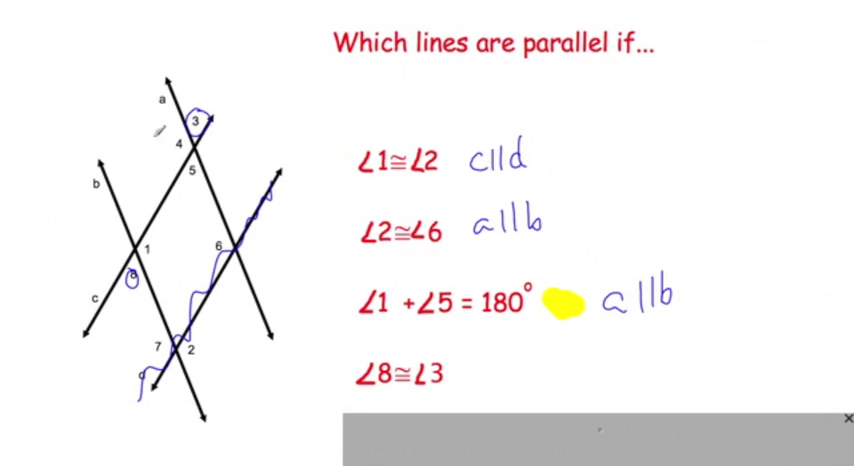 Which lines are parallel if...
a
3
4
5
b
1
6
8
c
7
2
d
∠1≅∠2 c||d
∠2≅∠6 a||b
∠1 +∠5 = 180° a||b
∠8≅∠3
×